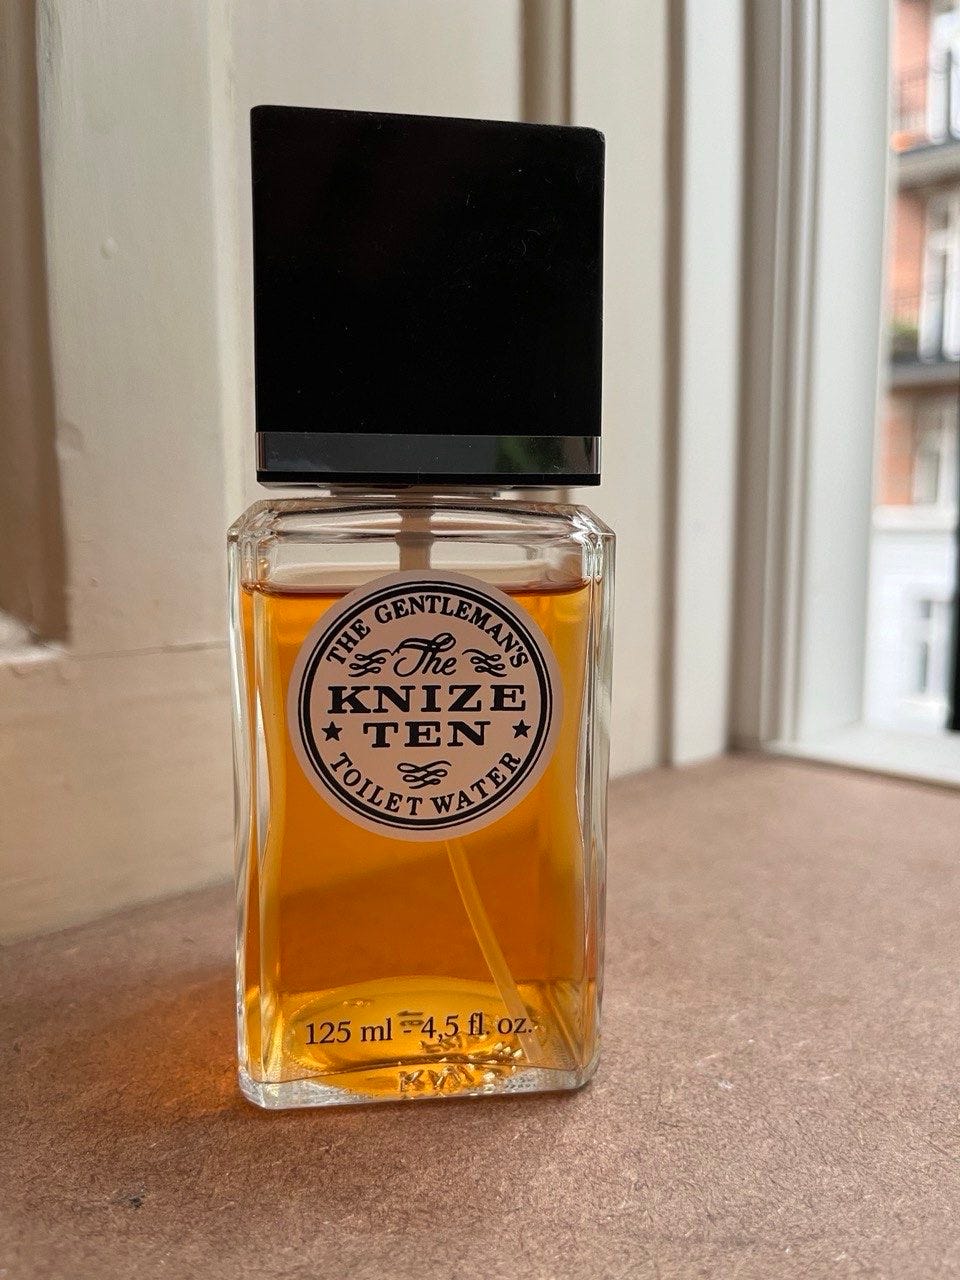 THE GENTLEMAN'S
The
KNIZE
★ TEN ★
TOILET WATER
125 ml - 4,5 fl. oz.